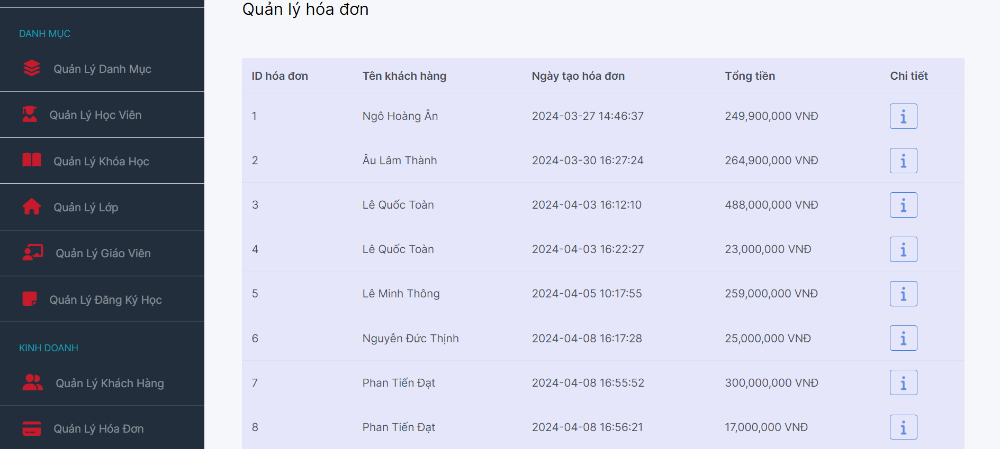 DANH MỤC
Quản Lý Danh Mục
Quản Lý Học Viên
Quản Lý Khóa Học
Quản Lý Lớp
Quản Lý Giáo Viên
Quản Lý Đăng Ký Học
KINH DOANH
Quản Lý Khách Hàng
Quản Lý Hóa Đơn
Quản lý hóa đơn
ID hóa đơn Tên khách hàng Ngày tạo hóa đơn Tổng tiền Chi tiết
1 Ngô Hoàng Ân 2024-03-27 14:46:37 249,900,000 VNĐ
2 Âu Lâm Thành 2024-03-30 16:27:24 264,900,000 VNĐ
3 Lê Quốc Toàn 2024-04-03 16:12:10 488,000,000 VNĐ
4 Lê Quốc Toàn 2024-04-03 16:22:27 23,000,000 VNĐ
5 Lê Minh Thông 2024-04-05 10:17:55 259,000,000 VNĐ
6 Nguyễn Đức Thịnh 2024-04-08 16:17:28 25,000,000 VNĐ
7 Phan Tiến Đạt 2024-04-08 16:55:52 300,000,000 VNĐ
8 Phan Tiến Đạt 2024-04-08 16:56:21 17,000,000 VNĐ